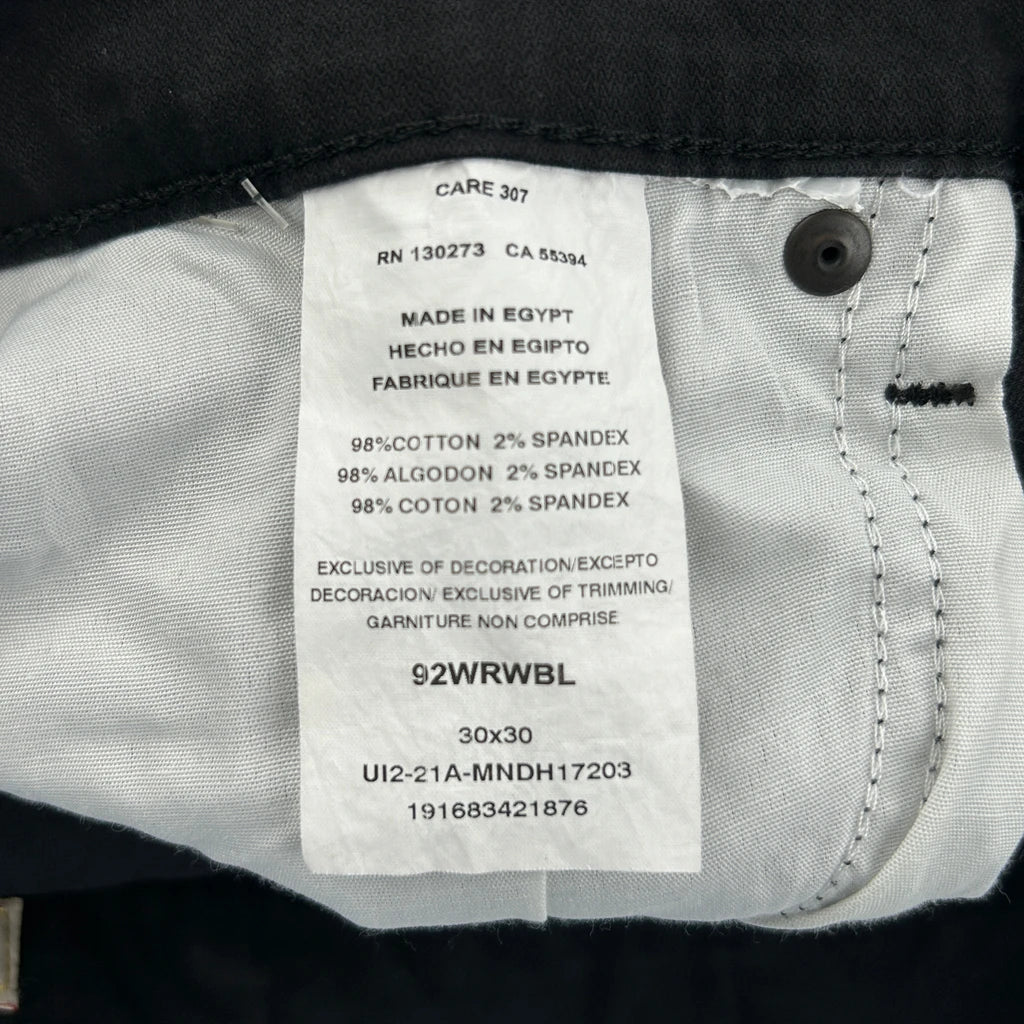 CARE 307
RN 130273 CA 55394
MADE IN EGYPT
HECHO EN EGIPTO
FABRIQUE EN EGYPTE
98%COTTON 2% SPANDEX
98% ALGODON 2% SPANDEX
98% COTON 2% SPANDEX
EXCLUSIVE OF DECORATION/EXCEPTO
DECORACION/ EXCLUSIVE OF TRIMMING/
GARNITURE NON COMPRISE
92WRWBL
30x30
UI2-21A-MNDH17203
191683421876